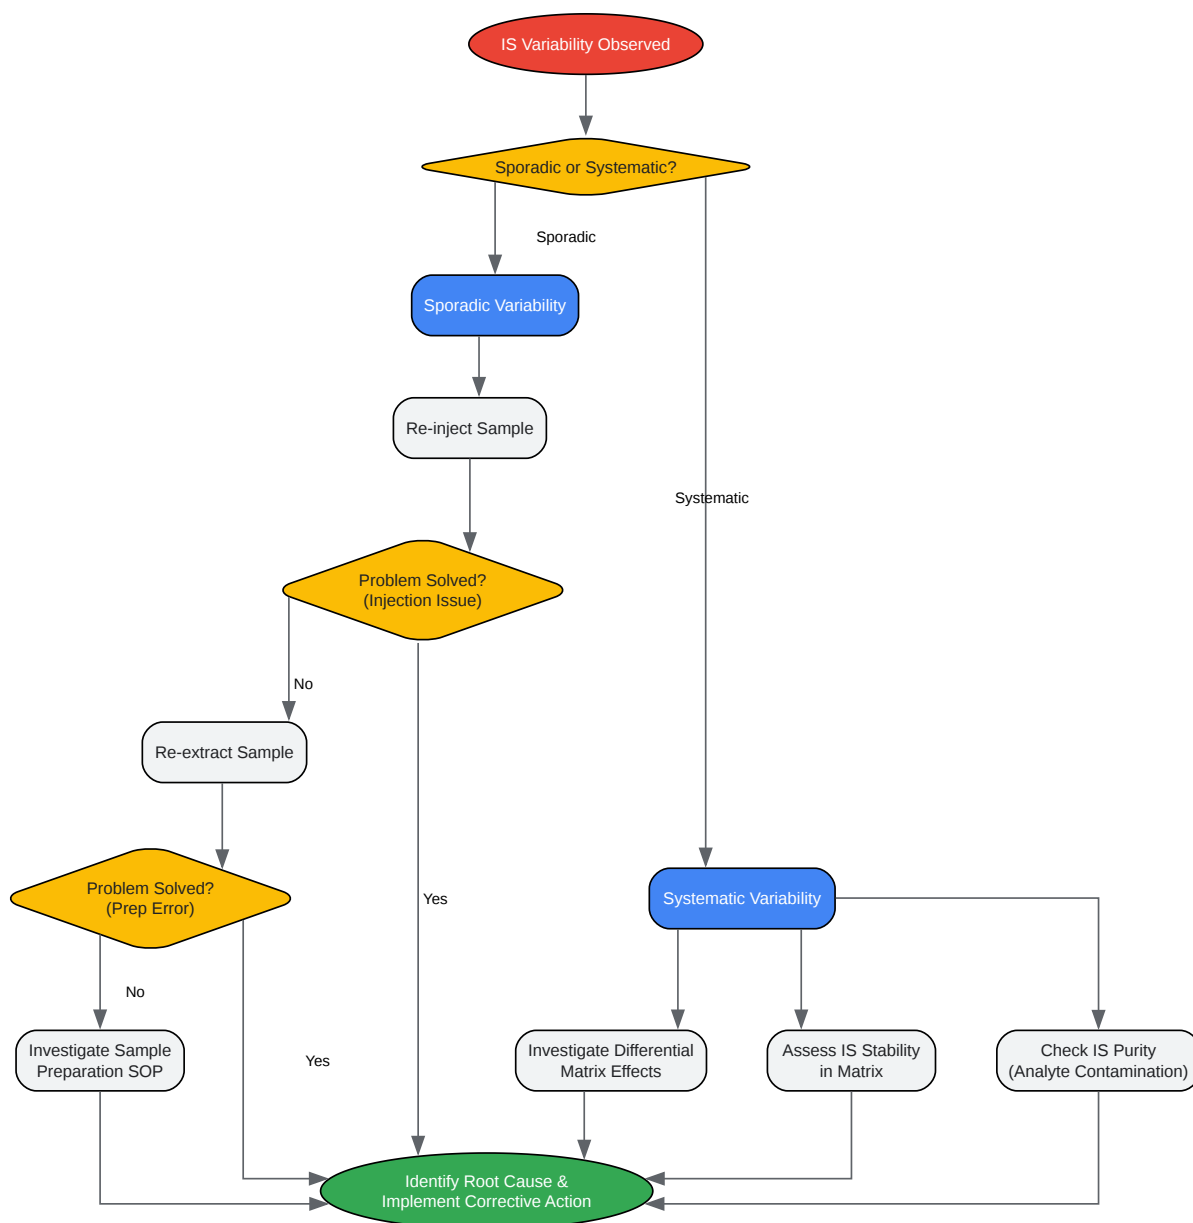 IS Variability Observed
Sporadic or Systematic?
Sporadic
Sporadic Variability
Re-inject Sample
Systematic
Problem Solved?
(Injection Issue)
No
Re-extract Sample
Problem Solved?
(Prep Error)
Yes
Systematic Variability
No
Investigate Sample
Preparation SOP
Yes
Investigate Differential
Matrix Effects
Assess IS Stability
in Matrix
Check IS Purity
(Analyte Contamination)
Identify Root Cause &
Implement Corrective Action